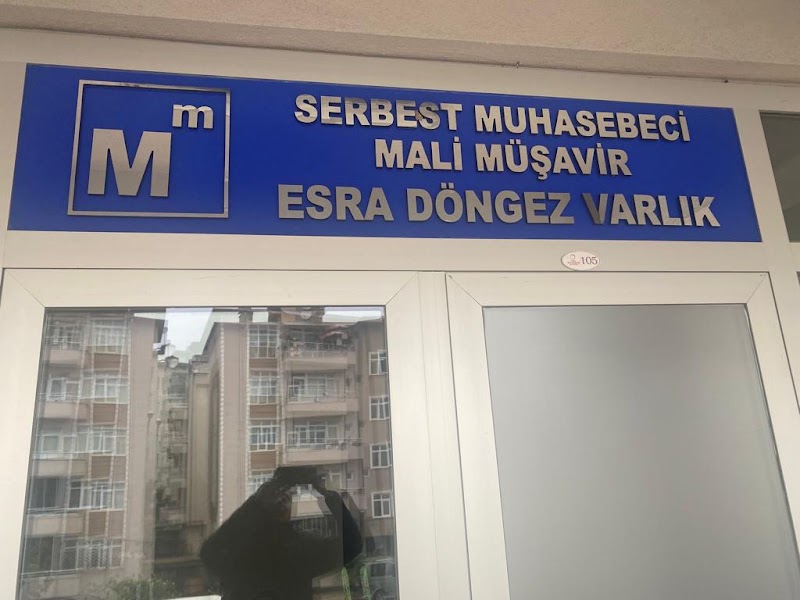 Mm
SERBEST MUHASEBECİ
MALİ MÜŞAVİR
ESRA DÖNGEZ VARLIK
105